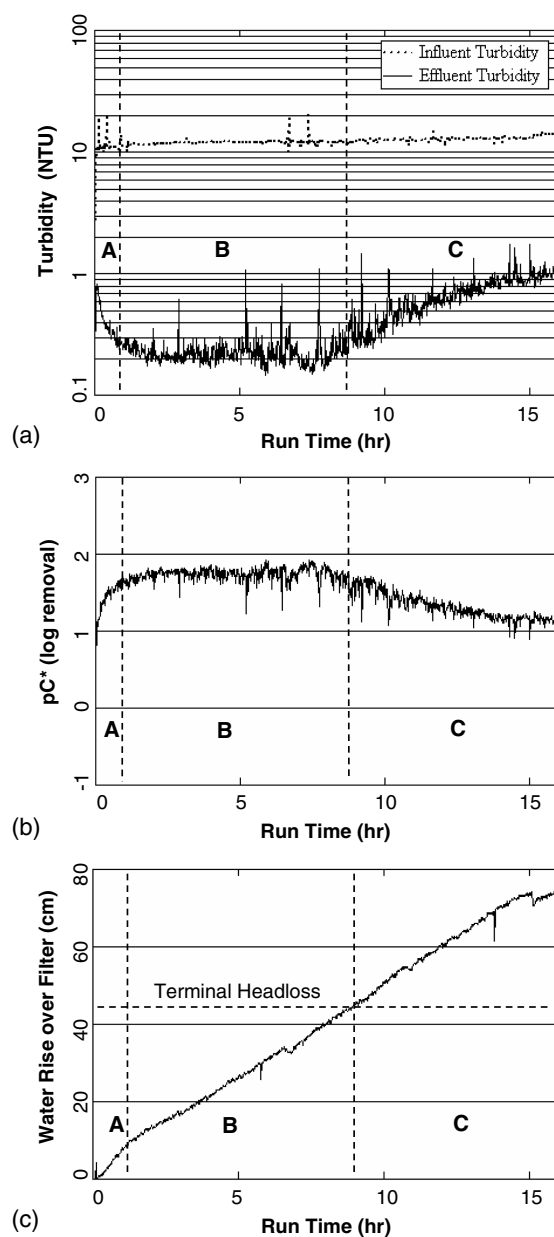 100
10
1
0.1
Turbidity (NTU)
Influent Turbidity
Effluent Turbidity
A B C
0 5 10 15
(a)
Run Time (hr)
3
2
1
0
-1
pC* (log removal)
A B C
0 5 10 15
(b)
Run Time (hr)
80
60
40
20
0
Water Rise over Filter (cm)
Terminal Headloss
A B C
0 5 10 15
(c)
Run Time (hr)